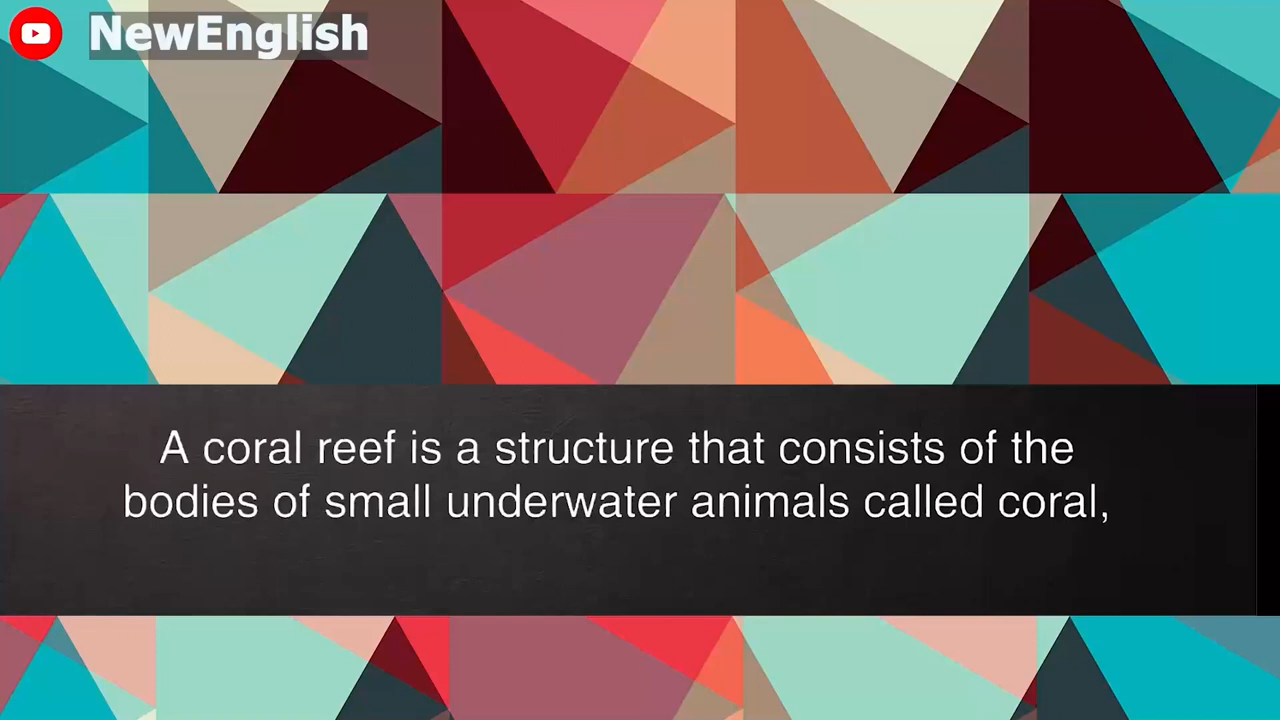 NewEnglish
A coral reef is a structure that consists of the
bodies of small underwater animals called coral,